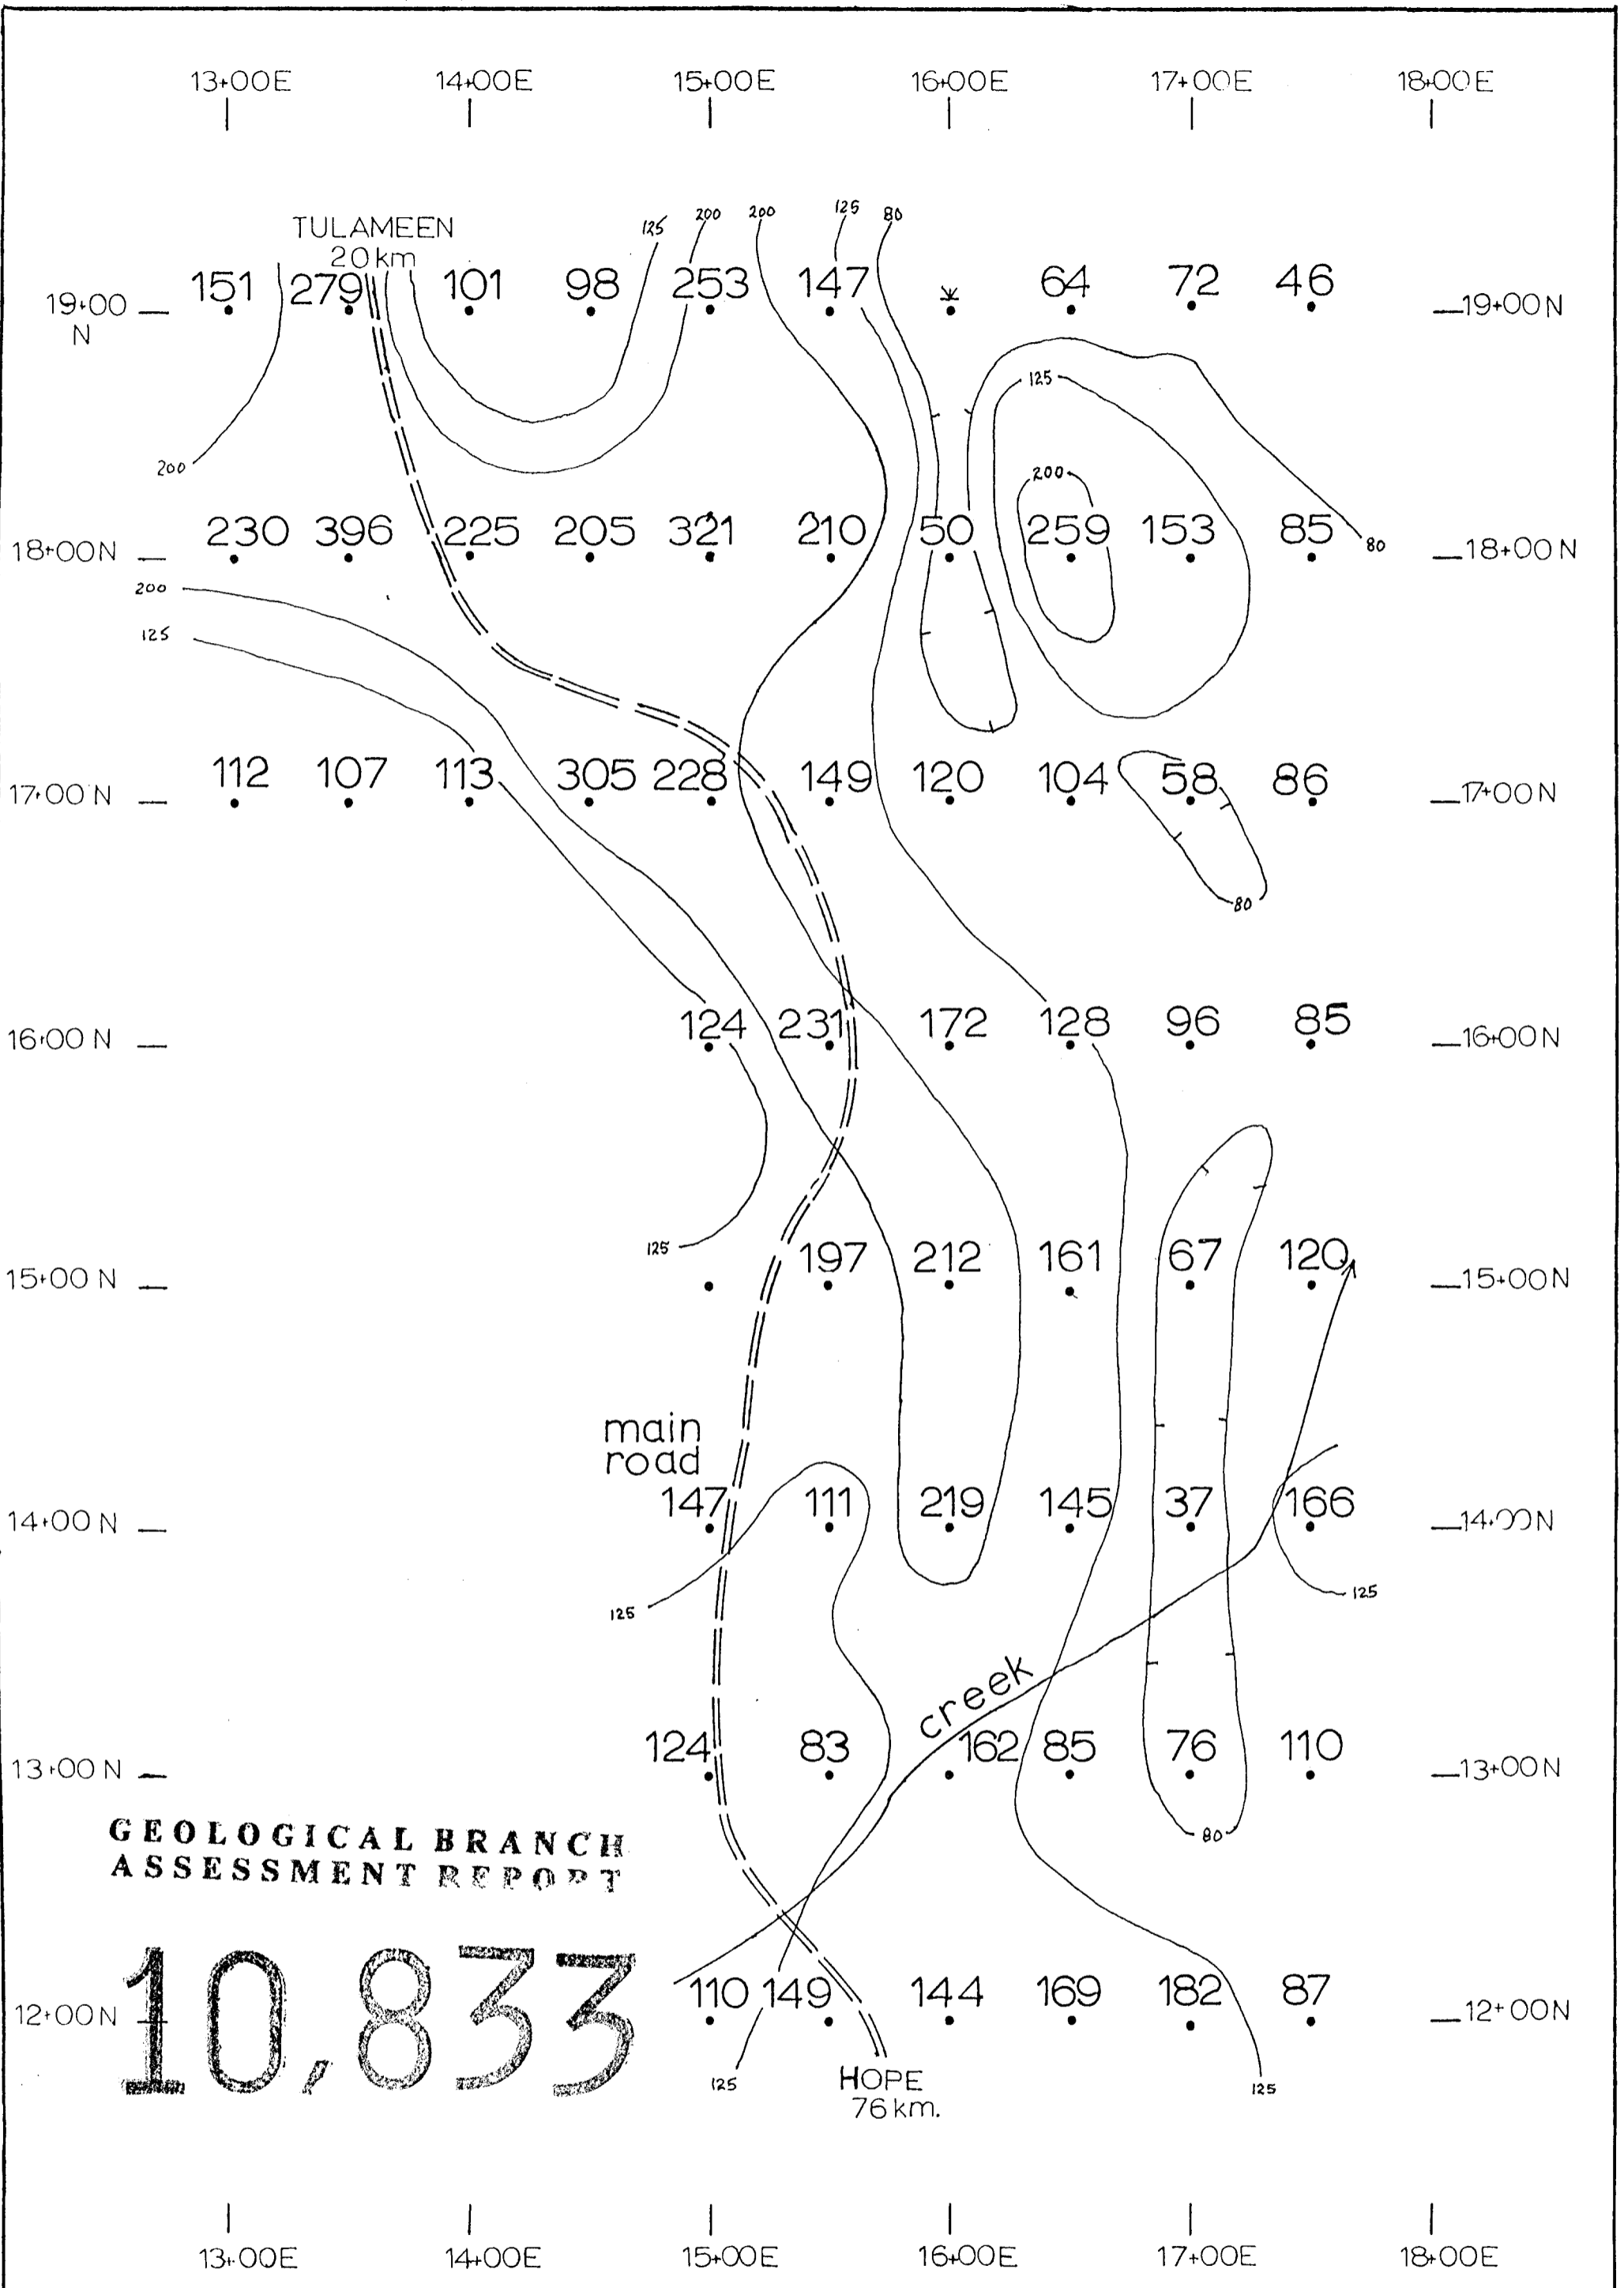 13+00E 14+00E 15+00E 16+00E 17+00E 18+00E
125 200 200 125 80
TULAMEEN
20 km
19+00 151 279 101 98 253 147 64 72 46 19+00N
N
125
200 200
18+00N 230 396 225 205 321 210 50 259 153 85 80 18+00N
200
125
17+00N 112 107 113 305 228 149 120 104 58 86 17+00N
80
16+00N 124 231 172 128 96 85 16+00N
125
15+00N 197 212 161 67 120 15+00N
main
road
14+00N 147 111 219 145 37 166 14+00N
125 125
creek
13+00N 124 83 162 85 76 110 13+00N
80
GEOLOGICAL BRANCH
ASSESSMENT REPORT
10,833
12+00N 110 149 144 169 182 87 12+00N
125 125
HOPE
76 km.
13+00E 14+00E 15+00E 16+00E 17+00E 18+00E